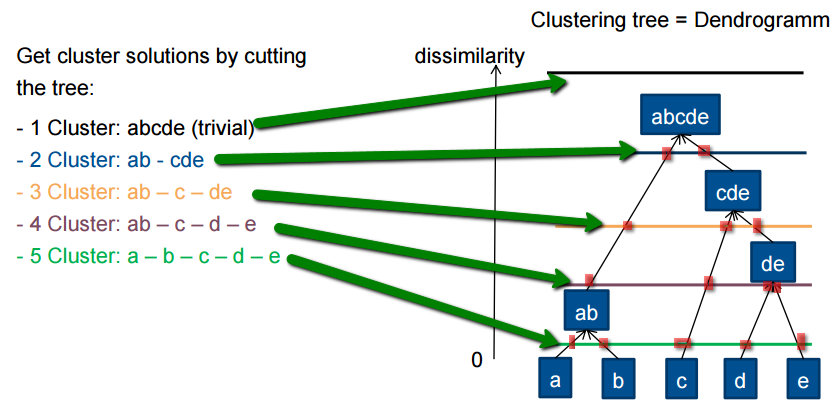 Clustering tree = Dendrogramm
Get cluster solutions by cutting
the tree:
- 1 Cluster: abcde (trivial)
- 2 Cluster: ab - cde
- 3 Cluster: ab – c – de
- 4 Cluster: ab – c – d – e
- 5 Cluster: a – b – c – d – e
dissimilarity
abcde
cde
de
ab
0
a b c d e